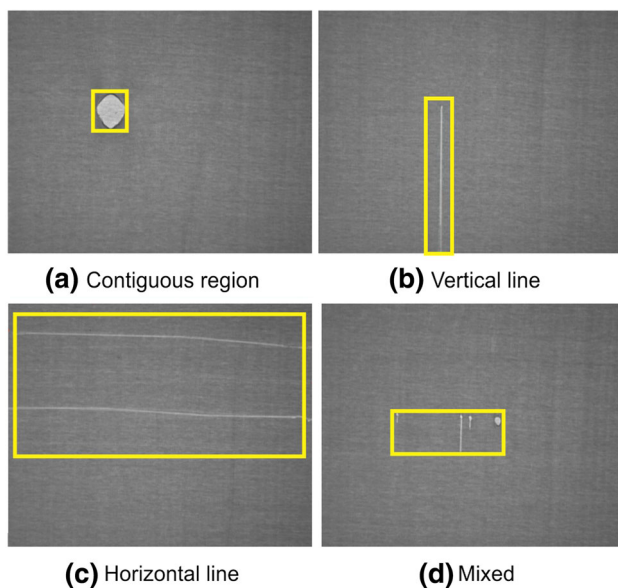 (a) Contiguous region
(b) Vertical line
(c) Horizontal line
(d) Mixed